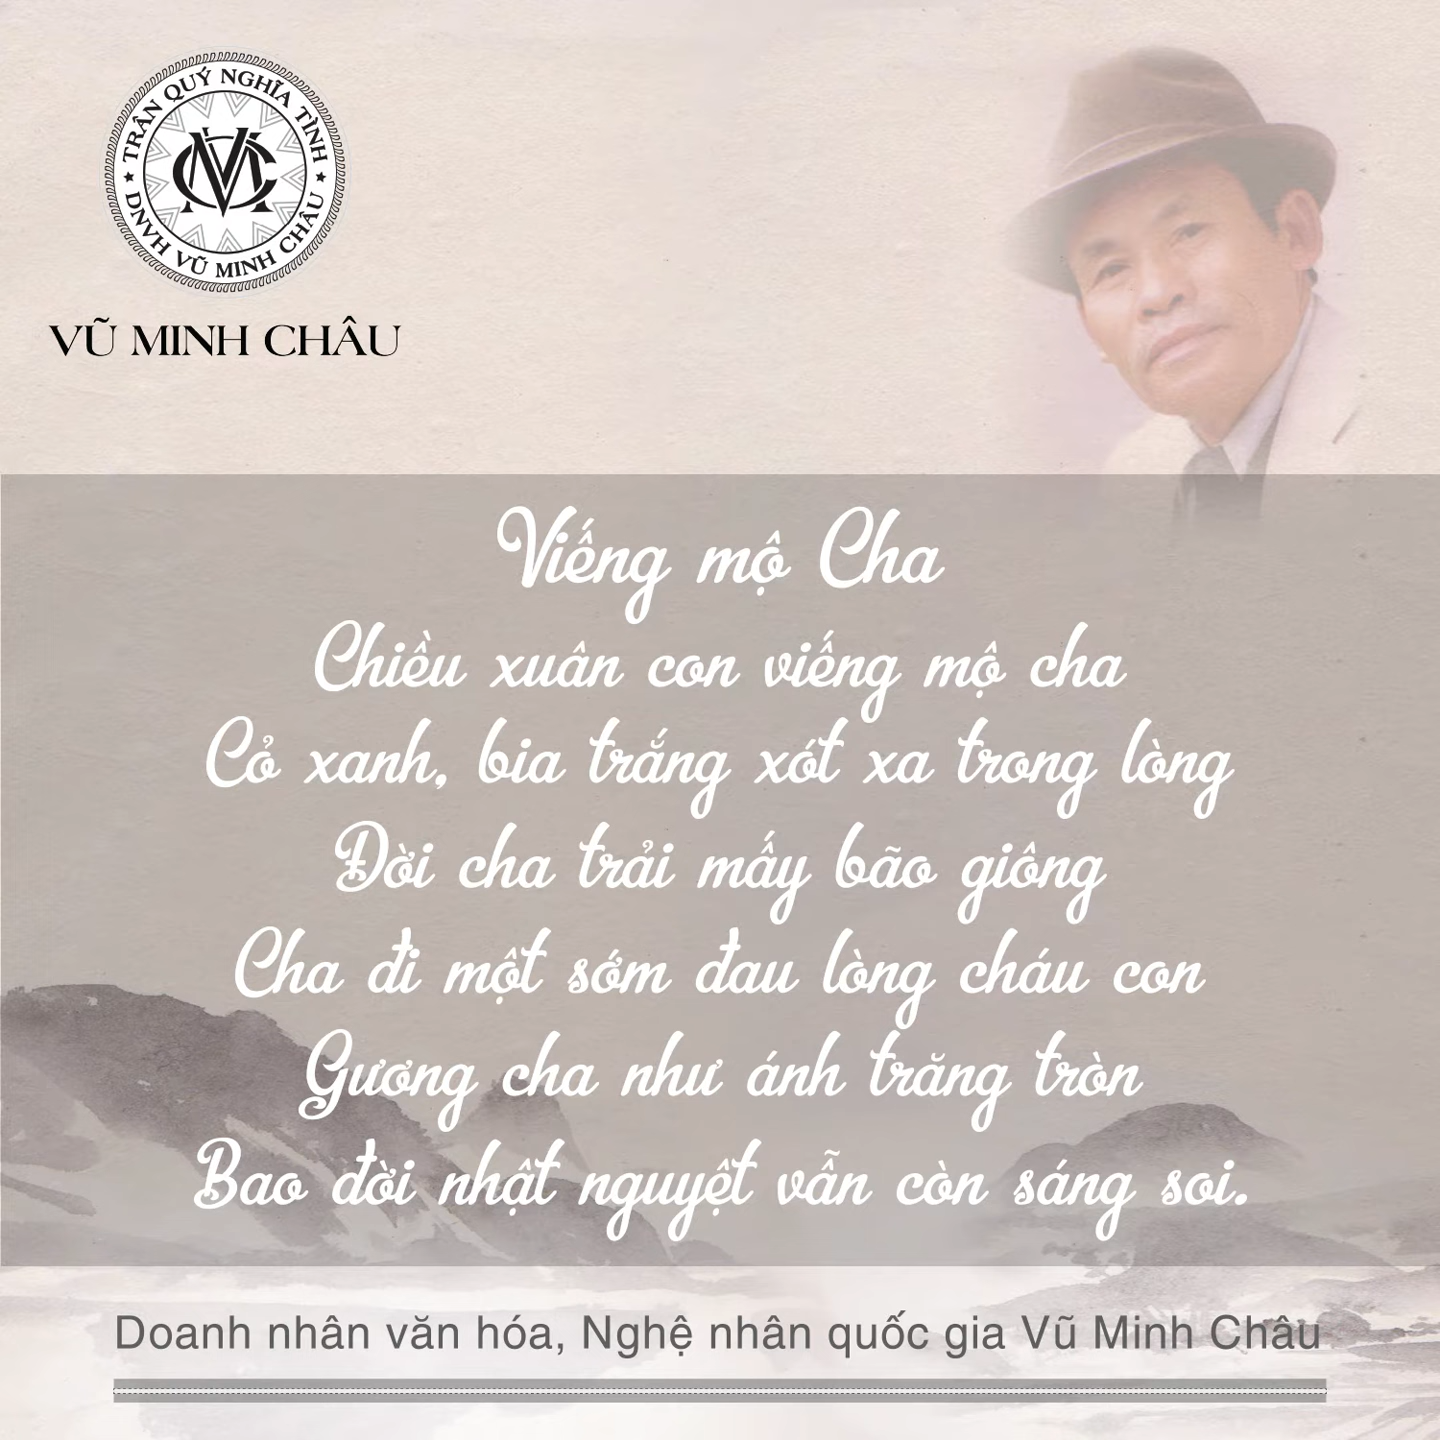 TRÂN QUÝ NGHĨA TÌNH
MVC
DNVH VŨ MINH CHÂU
VŨ MINH CHÂU
Viếng mộ Cha
Chiều xuân con viếng mộ cha
Cỏ xanh, bia trắng xót xa trong lòng
Đời cha trải mấy bão giông
Cha đi một sớm đau lòng cháu con
Gương cha như ánh trăng tròn
Bao đời nhật nguyệt vẫn còn sáng soi.
Doanh nhân văn hóa, Nghệ nhân quốc gia Vũ Minh Châu